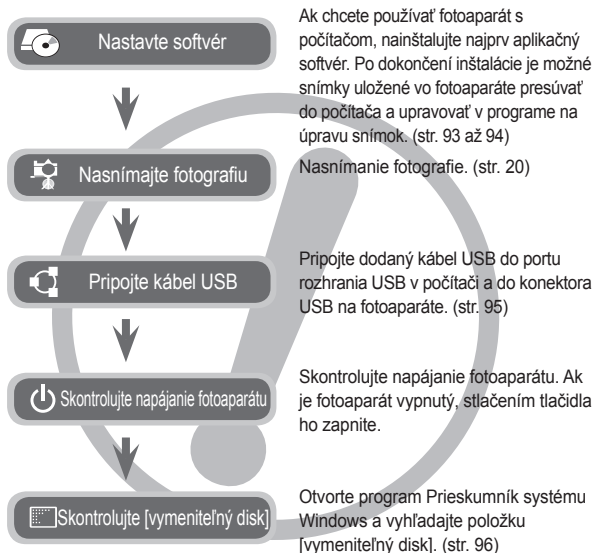 Nastavte softvér
Ak chcete používať fotoaparát s
počítačom, nainštalujte najprv aplikačný
softvér. Po dokončení inštalácie je možné
snímky uložené vo fotoaparáte presúvať
do počítača a upravovať v programe na
úpravu snímok. (str. 93 až 94)
Nasnímajte fotografiu
Nasnímanie fotografie. (str. 20)
Pripojte kábel USB
Pripojte dodaný kábel USB do portu
rozhrania USB v počítači a do konektora
USB na fotoaparáte. (str. 95)
Skontrolujte napájanie fotoaparátu
Skontrolujte napájanie fotoaparátu. Ak
je fotoaparát vypnutý, stlačením tlačidla
ho zapnite.
Skontrolujte [vymeniteľný disk]
Otvorte program Prieskumník systému
Windows a vyhľadajte položku
[vymeniteľný disk]. (str. 96)